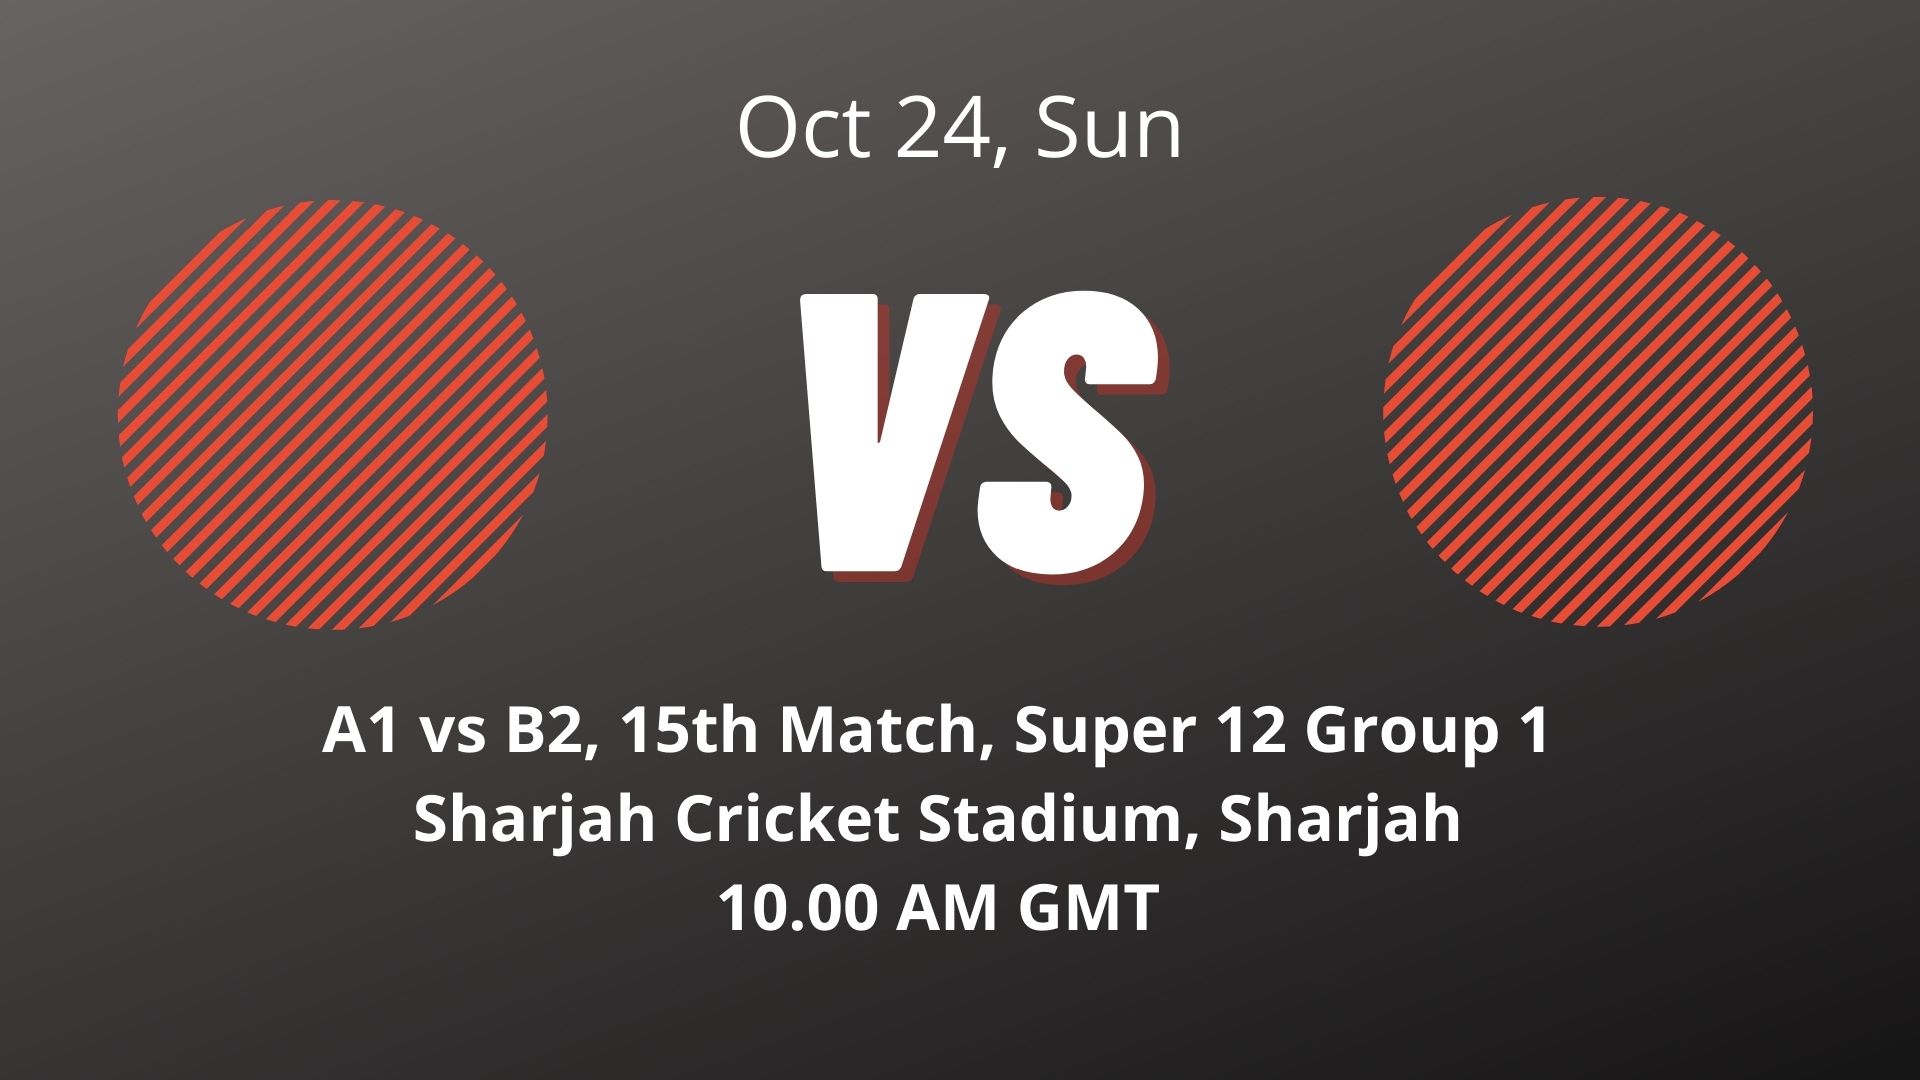 Oct 24, Sun
VS
A1 vs B2, 15th Match, Super 12 Group 1
Sharjah Cricket Stadium, Sharjah
10.00 AM GMT